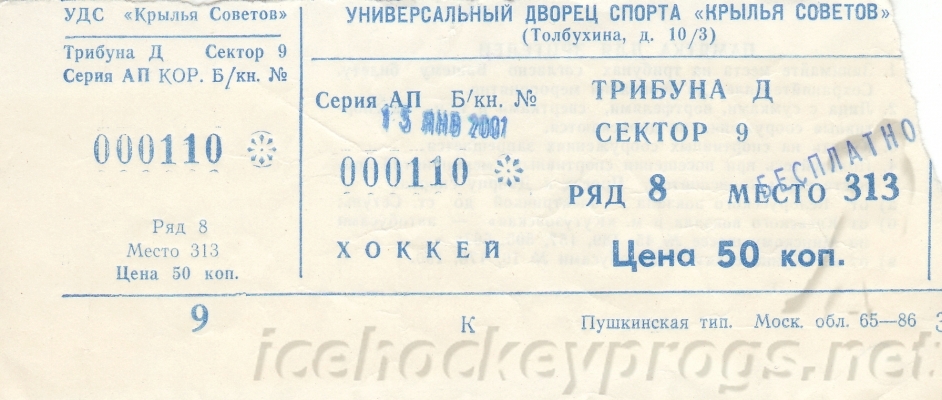 УДС «Крылья Советов»
Трибуна Д Сектор 9
Серия АП КОР. Б/кн. №
000110
Ряд 8
Место 313
Цена 50 коп.
9
УНИВЕРСАЛЬНЫЙ ДВОРЕЦ СПОРТА «КРЫЛЬЯ СОВЕТОВ»
(Толбухина, д. 10/3)
Серия АП Б/кн. №
15 ЯНВ 2001
000110
ХОККЕЙ
ТРИБУНА Д
СЕКТОР 9
БЕСПЛАТНО
РЯД 8 МЕСТО 313
Цена 50 коп.
К
Пушкинская тип. Моск. обл. 65—86
icehockeyprogs.net